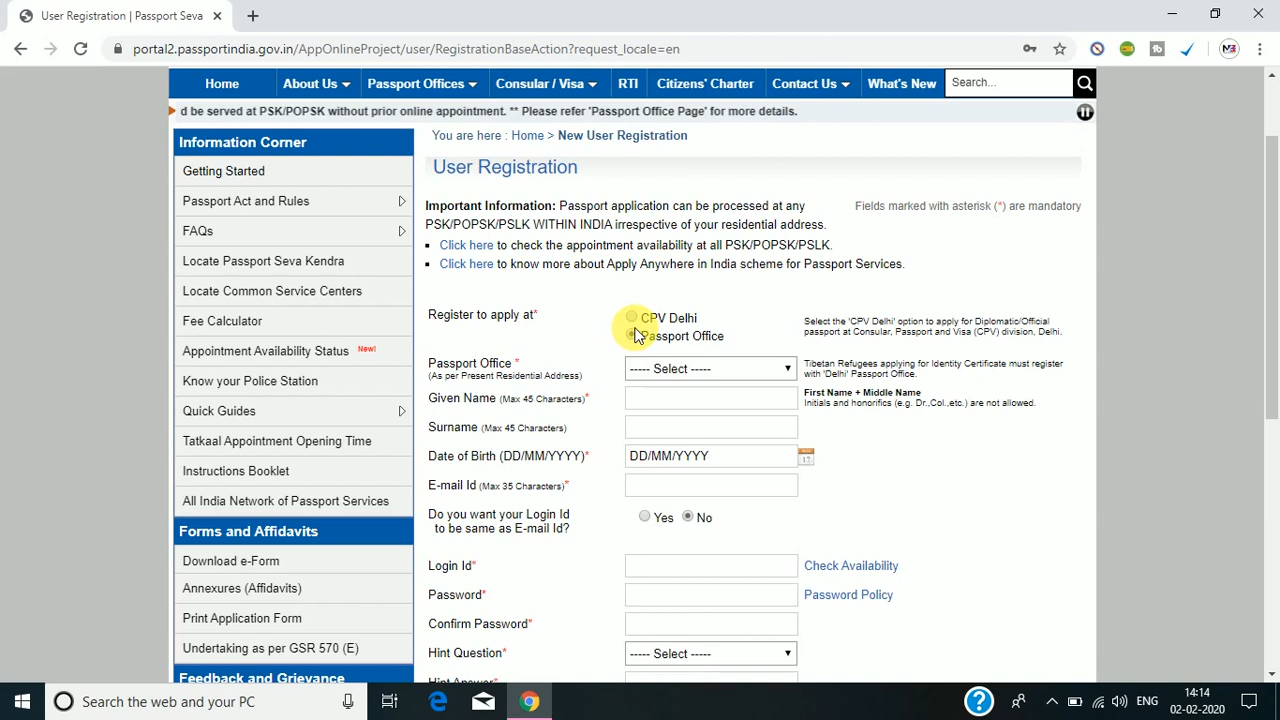 User Registration | Passport Seva
portal2.passportindia.gov.in/AppOnlineProject/user/RegistrationBaseAction?request_locale=en
Home About Us Passport Offices Consular / Visa RTI Citizens' Charter Contact Us What's New Search...
d be served at PSK/POPSK without prior online appointment. ** Please refer 'Passport Office Page' for more details.
Information Corner
Getting Started
Passport Act and Rules
FAQs
Locate Passport Seva Kendra
Locate Common Service Centers
Fee Calculator
Appointment Availability Status New!
Know your Police Station
Quick Guides
Tatkaal Appointment Opening Time
Instructions Booklet
All India Network of Passport Services
Forms and Affidavits
Download e-Form
Annexures (Affidavits)
Print Application Form
Undertaking as per GSR 570 (E)
Feedback and Grievance
You are here : Home > New User Registration
User Registration
Important Information: Passport application can be processed at any
PSK/POPSK/PSLK WITHIN INDIA irrespective of your residential address.
Fields marked with asterisk (*) are mandatory
Click here to check the appointment availability at all PSK/POPSK/PSLK.
Click here to know more about Apply Anywhere in India scheme for Passport Services.
Register to apply at*
CPV Delhi
Passport Office
Select the 'CPV Delhi' option to apply for Diplomatic/Official
passport at Consular, Passport and Visa (CPV) division, Delhi.
Passport Office *
(As per Present Residential Address)
----- Select -----
Tibetan Refugees applying for Identity Certificate must register
with 'Delhi' Passport Office.
Given Name (Max 45 Characters)*
First Name + Middle Name
Initials and honorifics (e.g. Dr.,Col.,etc.) are not allowed.
Surname (Max 45 Characters)
Date of Birth (DD/MM/YYYY)* DD/MM/YYYY 17
E-mail Id (Max 35 Characters)*
Do you want your Login Id
to be same as E-mail Id?
Yes No
Login Id* Check Availability
Password* Password Policy
Confirm Password*
Hint Question* ----- Select -----
Hint Answer*
Search the web and your PC
ENG
14:14
02-02-2020